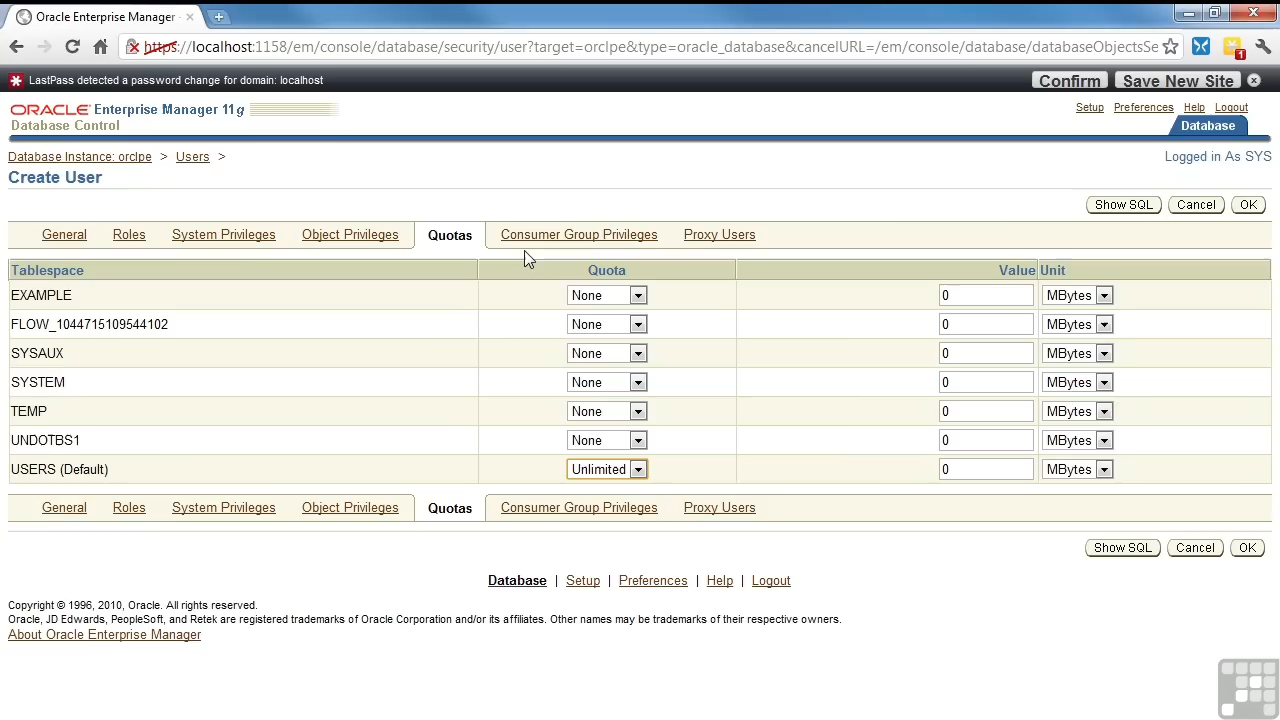 Oracle Enterprise Manager -
https://localhost:1158/em/console/database/security/user?target=orclpe&type=oracle_database&cancelURL=/em/console/database/databaseObjectsSe
1
LastPass detected a password change for domain: localhost Confirm Save New Site
ORACLE Enterprise Manager 11g
Database Control
Setup Preferences Help Logout
Database
Database Instance: orclpe > Users >
Logged in As SYS
Create User
Show SQL Cancel OK
General Roles System Privileges Object Privileges Quotas Consumer Group Privileges Proxy Users
Tablespace Quota Value Unit
EXAMPLE None 0 MBytes
FLOW_1044715109544102 None 0 MBytes
SYSAUX None 0 MBytes
SYSTEM None 0 MBytes
TEMP None 0 MBytes
UNDOTBS1 None 0 MBytes
USERS (Default) Unlimited 0 MBytes
General Roles System Privileges Object Privileges Quotas Consumer Group Privileges Proxy Users
Show SQL Cancel OK
Database | Setup | Preferences | Help | Logout
Copyright © 1996, 2010, Oracle. All rights reserved.
Oracle, JD Edwards, PeopleSoft, and Retek are registered trademarks of Oracle Corporation and/or its affiliates. Other names may be trademarks of their respective owners.
About Oracle Enterprise Manager